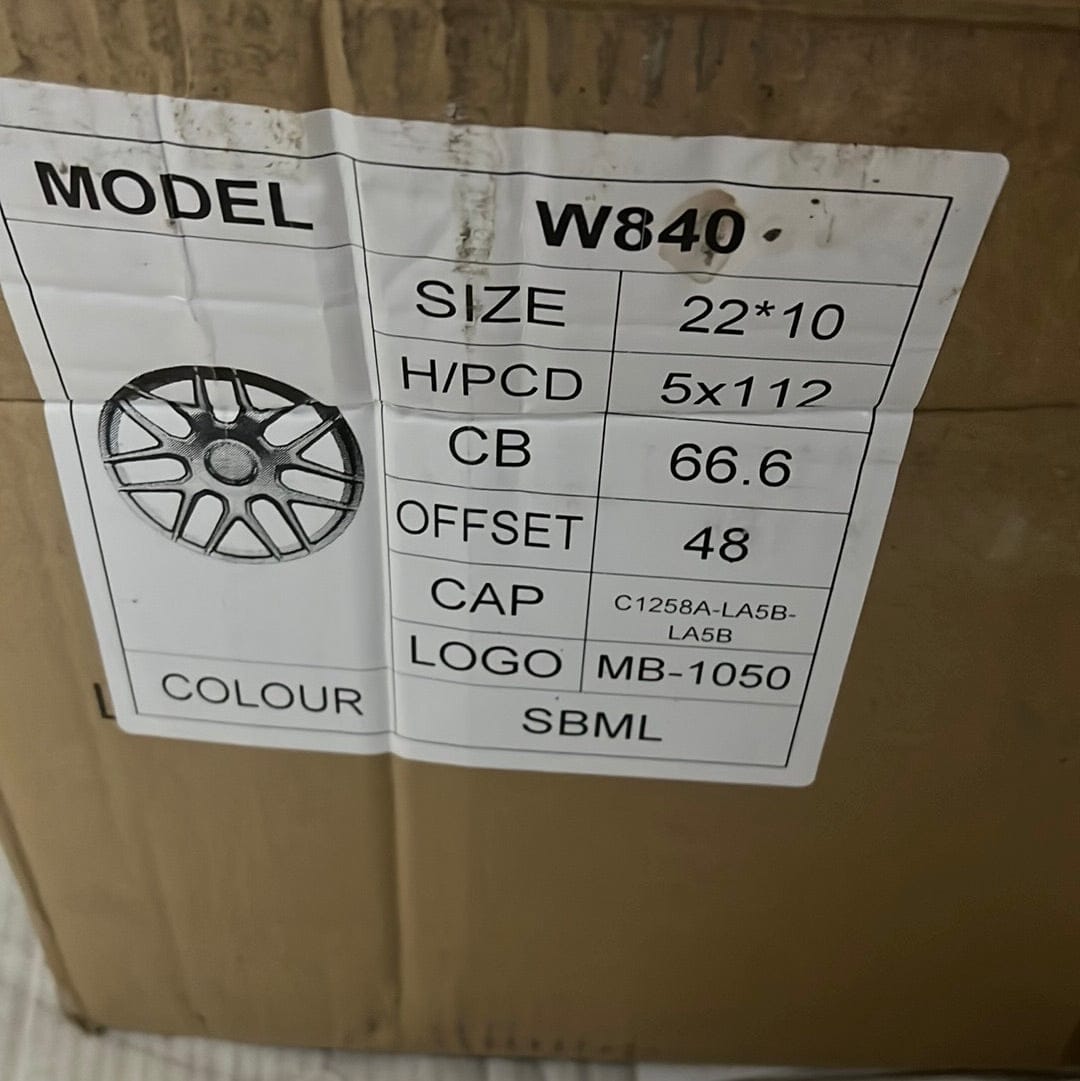 MODEL W840
SIZE 22*10
H/PCD 5x112
CB 66.6
OFFSET 48
CAP C1258A-LA5B-
LA5B
LOGO MB-1050
COLOUR SBML